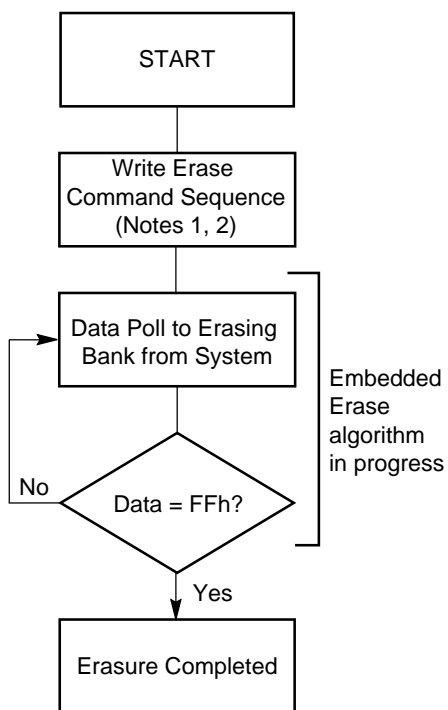 START
Write Erase
Command Sequence
(Notes 1, 2)
Data Poll to Erasing
Bank from System
Embedded
Erase
algorithm
in progress
No
Data = FFh?
Yes
Erasure Completed